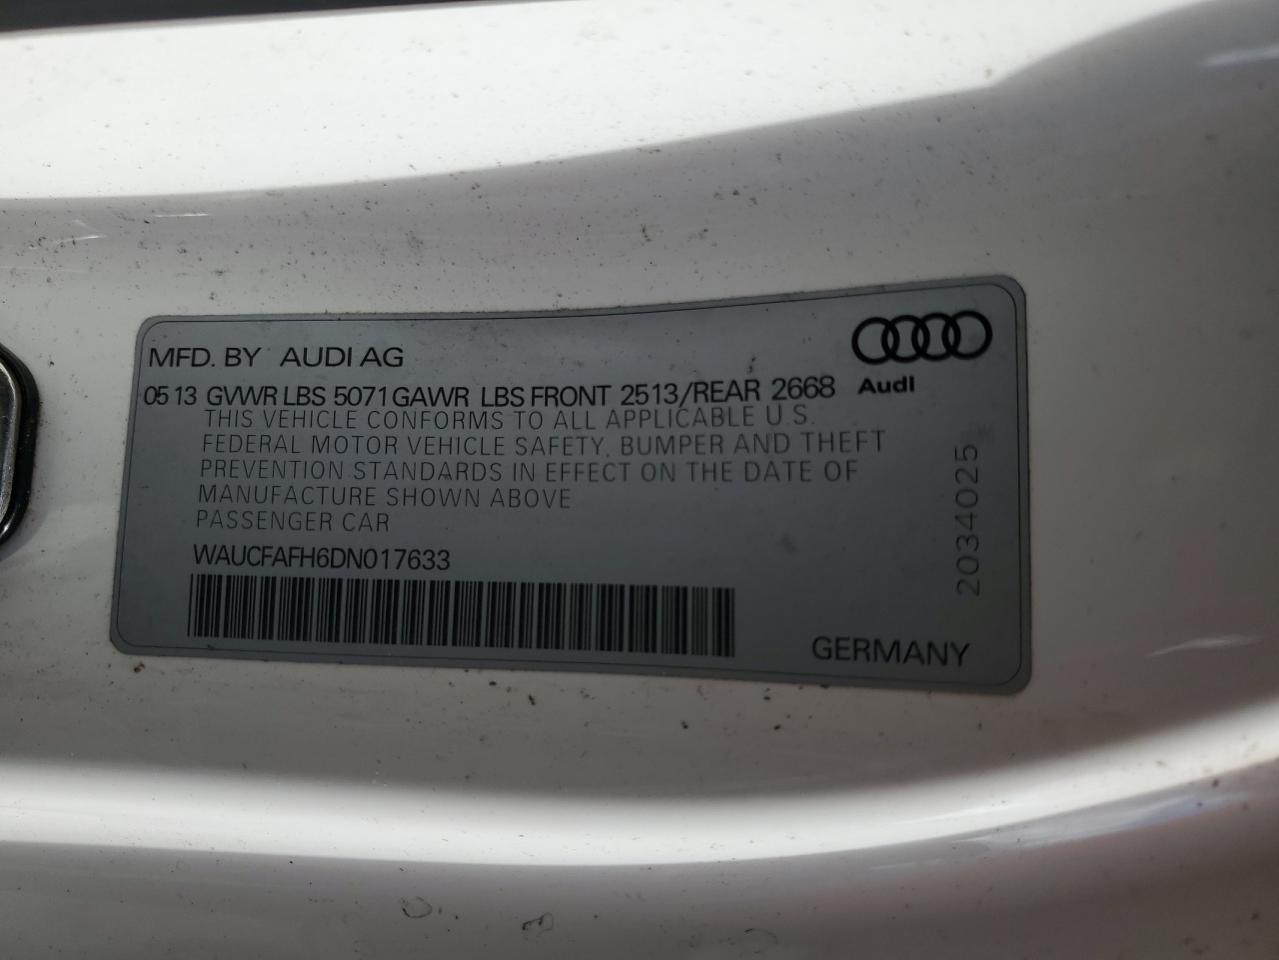 MFD. BY AUDI AG
Audi
05 13 GVWR LBS 5071 GAWR LBS FRONT 2513/REAR 2668
THIS VEHICLE CONFORMS TO ALL APPLICABLE U.S.
FEDERAL MOTOR VEHICLE SAFETY, BUMPER AND THEFT
PREVENTION STANDARDS IN EFFECT ON THE DATE OF
MANUFACTURE SHOWN ABOVE
PASSENGER CAR
WAUCFAFH6DN017633
GERMANY
2034025